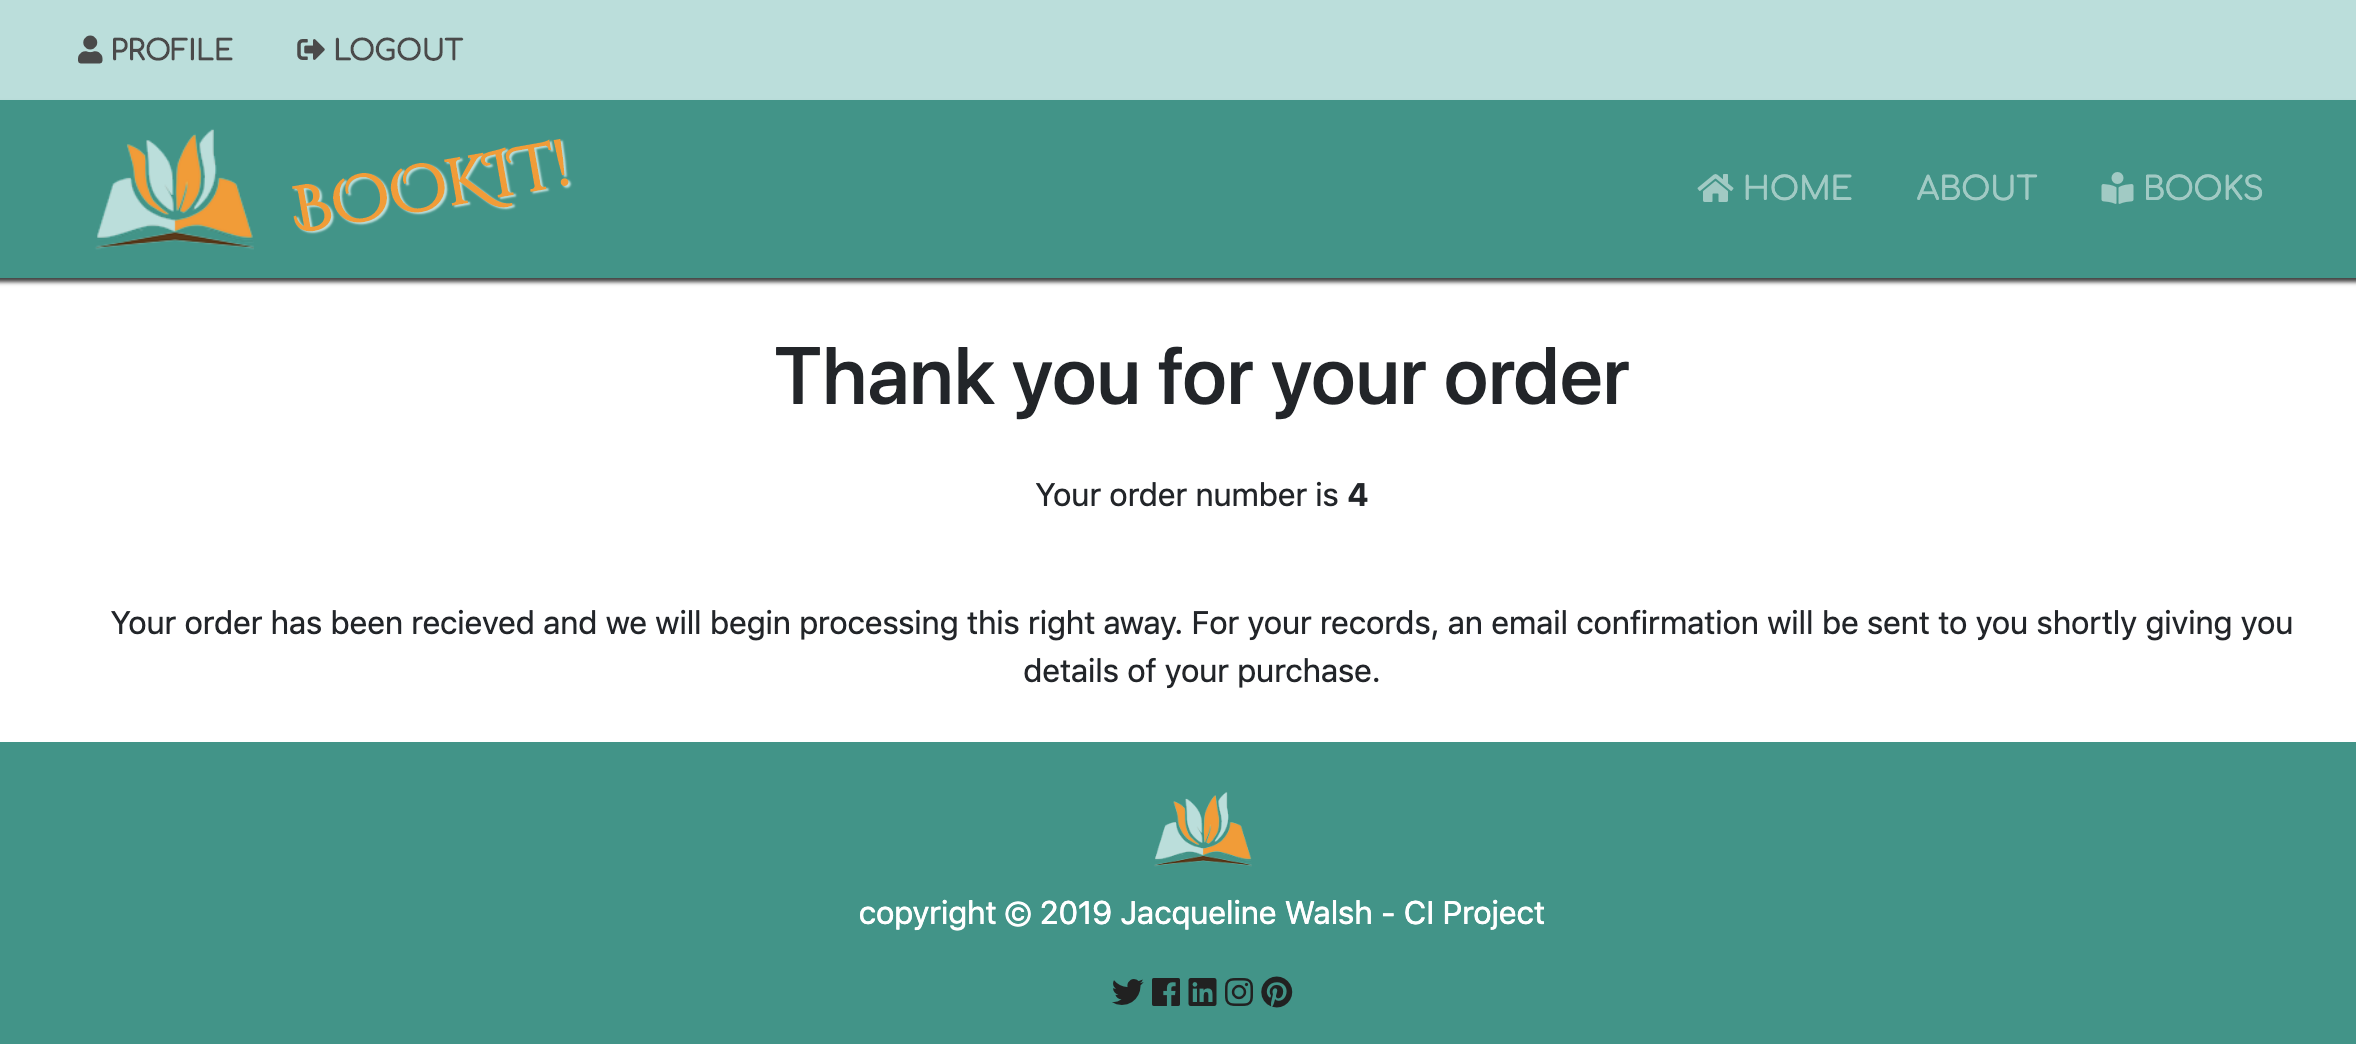 PROFILE LOGOUT
BOOKIT!
HOME ABOUT BOOKS
Thank you for your order
Your order number is 4
Your order has been recieved and we will begin processing this right away. For your records, an email confirmation will be sent to you shortly giving you
details of your purchase.
copyright © 2019 Jacqueline Walsh - CI Project